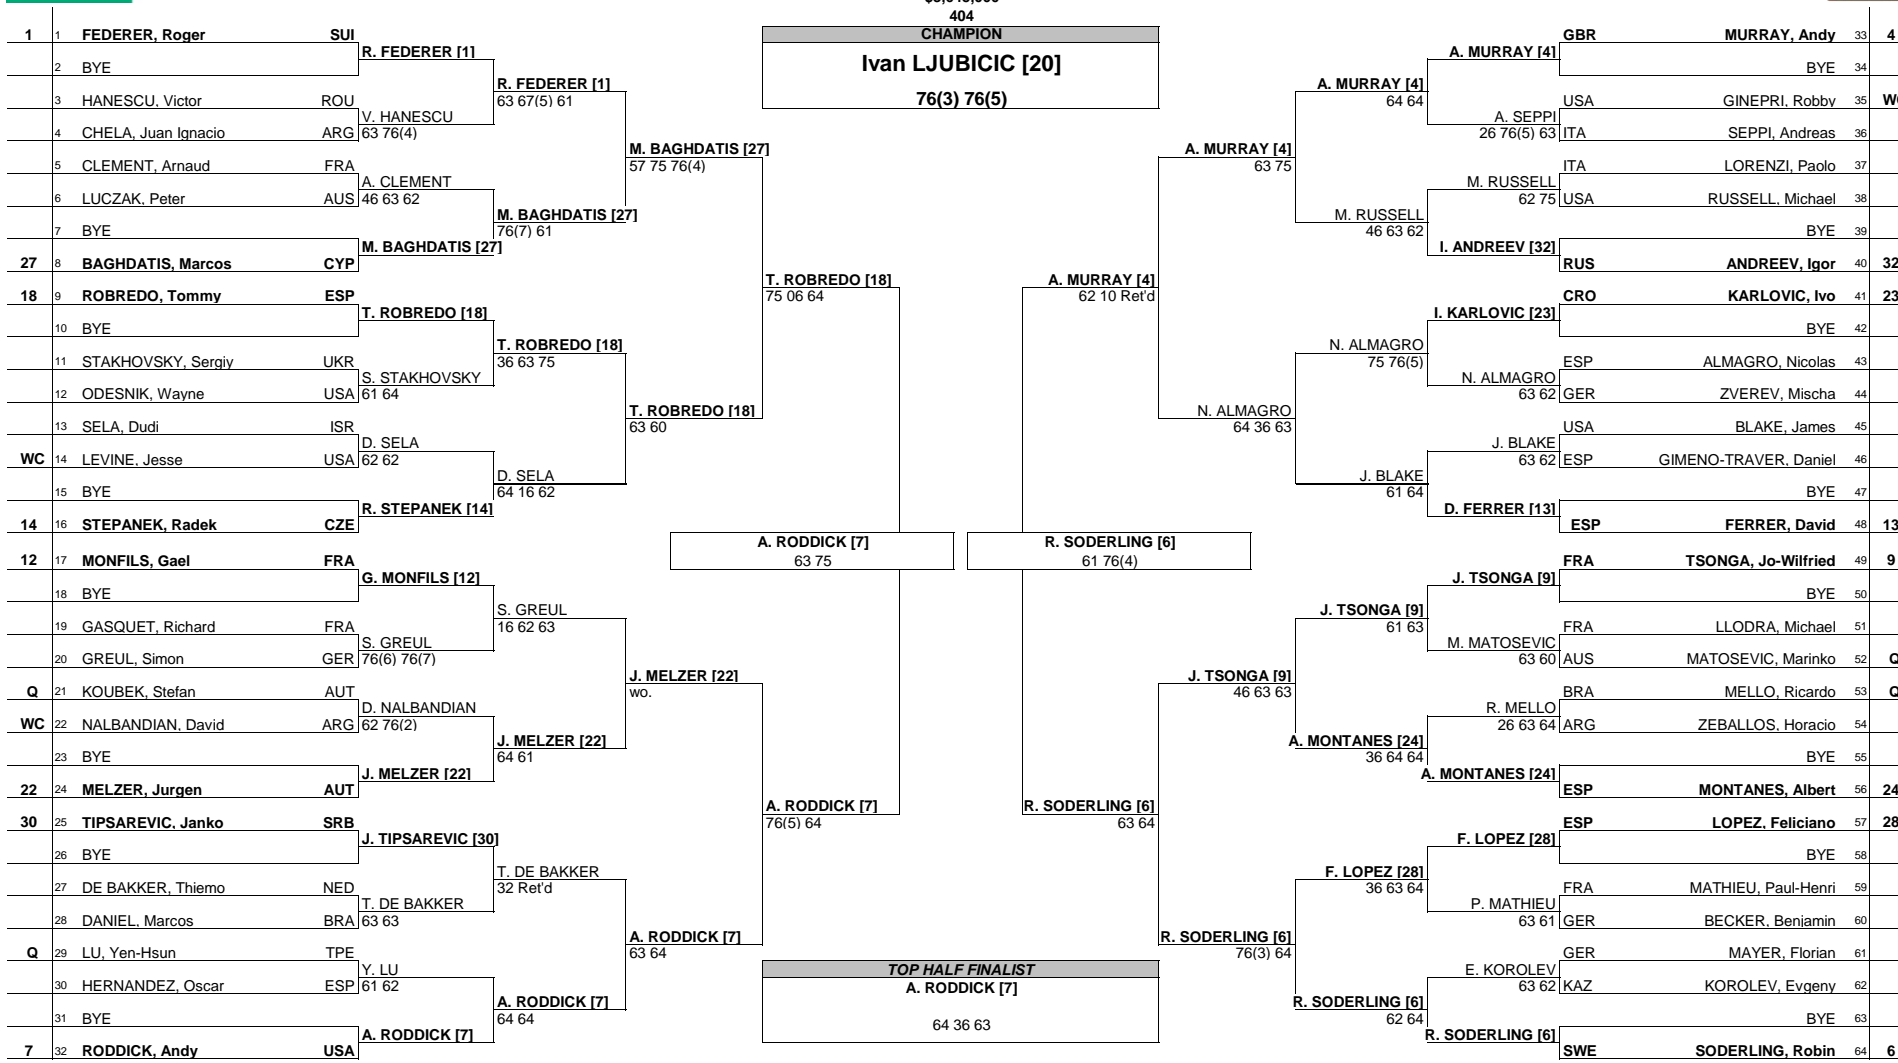 404
CHAMPION
Ivan LJUBICIC [20]
76(3) 76(5)
1 1 FEDERER, Roger SUI
R. FEDERER [1]
2 BYE
R. FEDERER [1]
63 67(5) 61
3 HANESCU, Victor ROU
V. HANESCU
63 76(4)
4 CHELA, Juan Ignacio ARG
M. BAGHDATIS [27]
57 75 76(4)
5 CLEMENT, Arnaud FRA
A. CLEMENT
46 63 62
6 LUCZAK, Peter AUS
M. BAGHDATIS [27]
76(7) 61
7 BYE
M. BAGHDATIS [27]
27 8 BAGHDATIS, Marcos CYP
T. ROBREDO [18]
75 06 64
18 9 ROBREDO, Tommy ESP
T. ROBREDO [18]
10 BYE
T. ROBREDO [18]
36 63 75
11 STAKHOVSKY, Sergiy UKR
S. STAKHOVSKY
61 64
12 ODESNIK, Wayne USA
T. ROBREDO [18]
63 60
13 SELA, Dudi ISR
D. SELA
62 62
WC 14 LEVINE, Jesse USA
D. SELA
64 16 62
15 BYE
R. STEPANEK [14]
14 16 STEPANEK, Radek CZE
A. RODDICK [7]
63 75
12 17 MONFILS, Gael FRA
G. MONFILS [12]
18 BYE
S. GREUL
16 62 63
19 GASQUET, Richard FRA
S. GREUL
76(6) 76(7)
20 GREUL, Simon GER
J. MELZER [22]
wo.
Q 21 KOUBEK, Stefan AUT
D. NALBANDIAN
62 76(2)
WC 22 NALBANDIAN, David ARG
J. MELZER [22]
64 61
23 BYE
J. MELZER [22]
22 24 MELZER, Jurgen AUT
A. RODDICK [7]
76(5) 64
30 25 TIPSAREVIC, Janko SRB
J. TIPSAREVIC [30]
26 BYE
T. DE BAKKER
32 Ret'd
27 DE BAKKER, Thiemo NED
T. DE BAKKER
63 63
28 DANIEL, Marcos BRA
A. RODDICK [7]
63 64
Q 29 LU, Yen-Hsun TPE
Y. LU
61 62
30 HERNANDEZ, Oscar ESP
A. RODDICK [7]
64 64
31 BYE
A. RODDICK [7]
7 32 RODDICK, Andy USA
TOP HALF FINALIST
A. RODDICK [7]
64 36 63
GBR MURRAY, Andy 33 4
A. MURRAY [4]
BYE 34
A. MURRAY [4]
64 64
USA GINEPRI, Robby 35
A. SEPPI
26 76(5) 63
ITA SEPPI, Andreas 36
A. MURRAY [4]
63 75
ITA LORENZI, Paolo 37
M. RUSSELL
62 75
USA RUSSELL, Michael 38
M. RUSSELL
46 63 62
BYE 39
I. ANDREEV [32]
RUS ANDREEV, Igor 40 32
A. MURRAY [4]
62 10 Ret'd
CRO KARLOVIC, Ivo 41 23
I. KARLOVIC [23]
BYE 42
N. ALMAGRO
75 76(5)
ESP ALMAGRO, Nicolas 43
N. ALMAGRO
63 62
GER ZVEREV, Mischa 44
N. ALMAGRO
64 36 63
USA BLAKE, James 45
J. BLAKE
63 62
ESP GIMENO-TRAVER, Daniel 46
J. BLAKE
61 64
BYE 47
D. FERRER [13]
ESP FERRER, David 48 13
R. SODERLING [6]
61 76(4)
FRA TSONGA, Jo-Wilfried 49 9
J. TSONGA [9]
BYE 50
J. TSONGA [9]
61 63
FRA LLODRA, Michael 51
M. MATOSEVIC
63 60
AUS MATOSEVIC, Marinko 52 Q
J. TSONGA [9]
46 63 63
BRA MELLO, Ricardo 53 Q
R. MELLO
26 63 64
ARG ZEBALLOS, Horacio 54
A. MONTANES [24]
36 64 64
BYE 55
A. MONTANES [24]
ESP MONTANES, Albert 56 24
R. SODERLING [6]
63 64
ESP LOPEZ, Feliciano 57 28
F. LOPEZ [28]
BYE 58
F. LOPEZ [28]
36 63 64
FRA MATHIEU, Paul-Henri 59
P. MATHIEU
63 61
GER BECKER, Benjamin 60
R. SODERLING [6]
76(3) 64
GER MAYER, Florian 61
E. KOROLEV
63 62
KAZ KOROLEV, Evgeny 62
R. SODERLING [6]
62 64
BYE 63
R. SODERLING [6]
SWE SODERLING, Robin 64 6